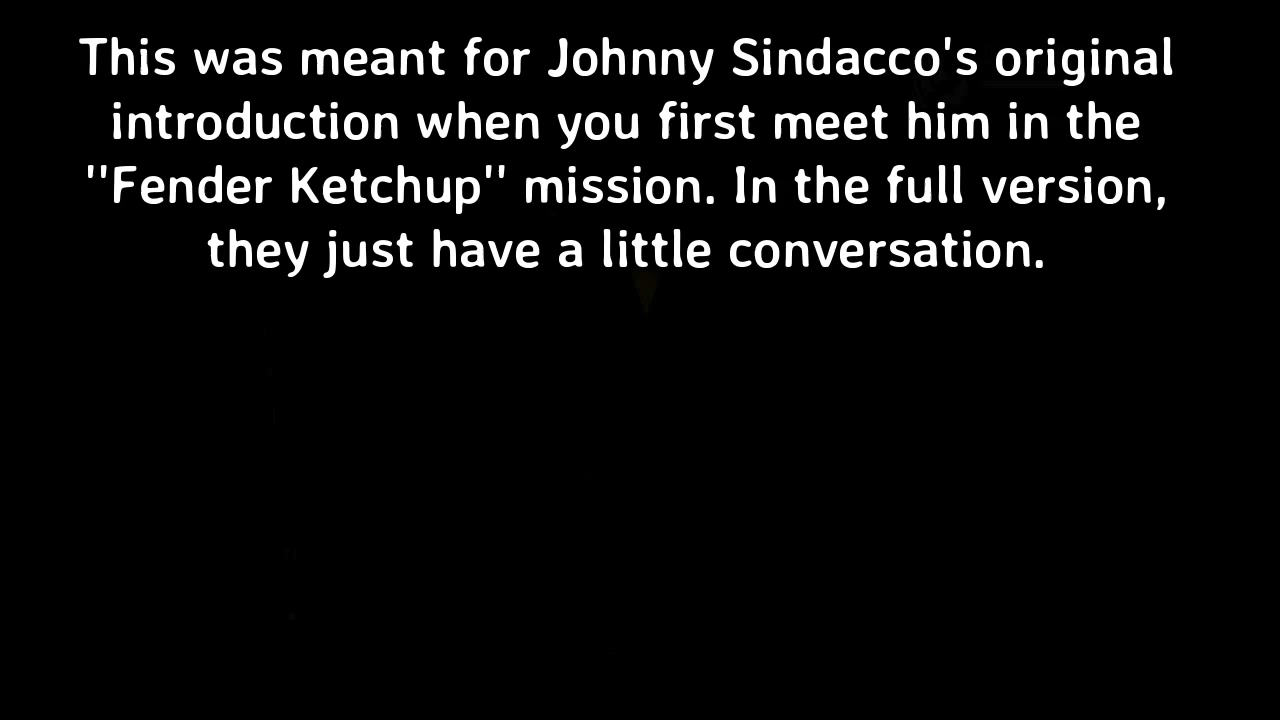 This was meant for Johnny Sindacco's original
introduction when you first meet him in the
"Fender Ketchup" mission. In the full version,
they just have a little conversation.